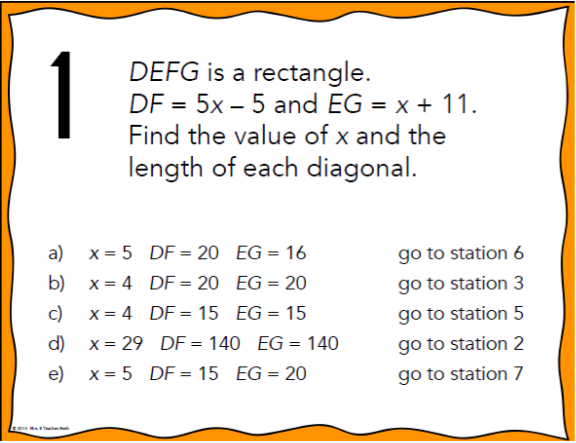 1
DEFG is a rectangle.
DF = 5x – 5 and EG = x + 11.
Find the value of x and the
length of each diagonal.
a) x = 5 DF = 20 EG = 16 go to station 6
b) x = 4 DF = 20 EG = 20 go to station 3
c) x = 4 DF = 15 EG = 15 go to station 5
d) x = 29 DF = 140 EG = 140 go to station 2
e) x = 5 DF = 15 EG = 20 go to station 7